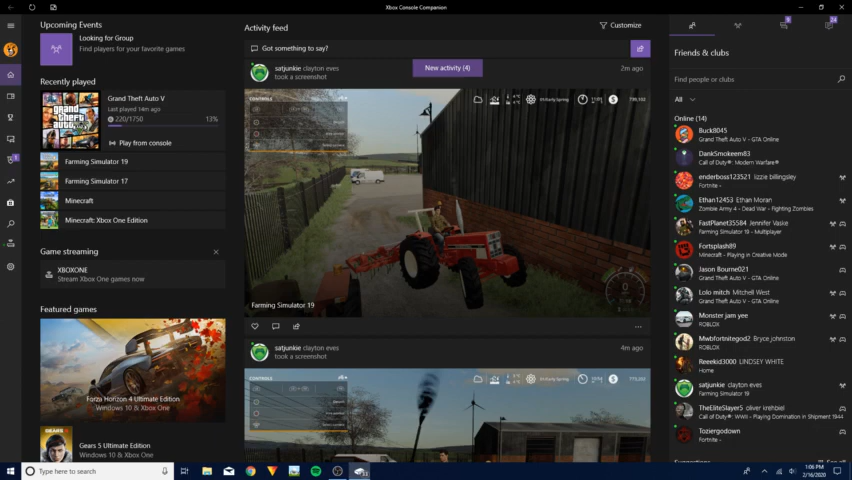 Xbox Console Companion
Upcoming Events
Looking for Group
Find players for your favorite games
Recently played
Grand Theft Auto V
Last played 14m ago
220/1750
13%
Play from console
Farming Simulator 19
Farming Simulator 17
Minecraft
Minecraft: Xbox One Edition
Game streaming
XBOXONE
Stream Xbox One games now
Featured games
Forza Horizon 4 Ultimate Edition
Windows 10 & Xbox One
Gears 5 Ultimate Edition
Windows 10 & Xbox One
Activity feed
Customize
Got something to say?
New activity (4)
satjunkie clayton eves
took a screenshot
2m ago
CONTROLS
Farming Simulator 19
satjunkie clayton eves
took a screenshot
4m ago
CONTROLS
Friends & clubs
Find people or clubs
All
Online (14)
Buck8045
Grand Theft Auto V - GTA Online
DankSmokeem83
Call of Duty®: Modern Warfare®
enderboss123521 lizzie billingsley
Fortnite -
Ethan12453 Ethan Moran
Zombie Army 4 - Dead War - Fighting Zombies
FastPlanet35584 Jennifer Vaske
Farming Simulator 19 - Multiplayer
Fortsplash89
Minecraft - Playing in Creative Mode
Jason Bourne021
Grand Theft Auto V - GTA Online
Lolo mitch Mitchell West
Grand Theft Auto V - GTA Online
Monster jam yee
ROBLOX
Mwbfortnitegod2 Bryce johnston
ROBLOX
Reeekid3000 LINDSEY WHITE
Home
satjunkie clayton eves
Farming Simulator 19
TheEliteSlayer5 oliver krehbiel
Call of Duty®: WWII - Playing Domination in Shipment 1944
Toziergodown
Fortnite -
Type here to search
1:06 PM
2/16/2020